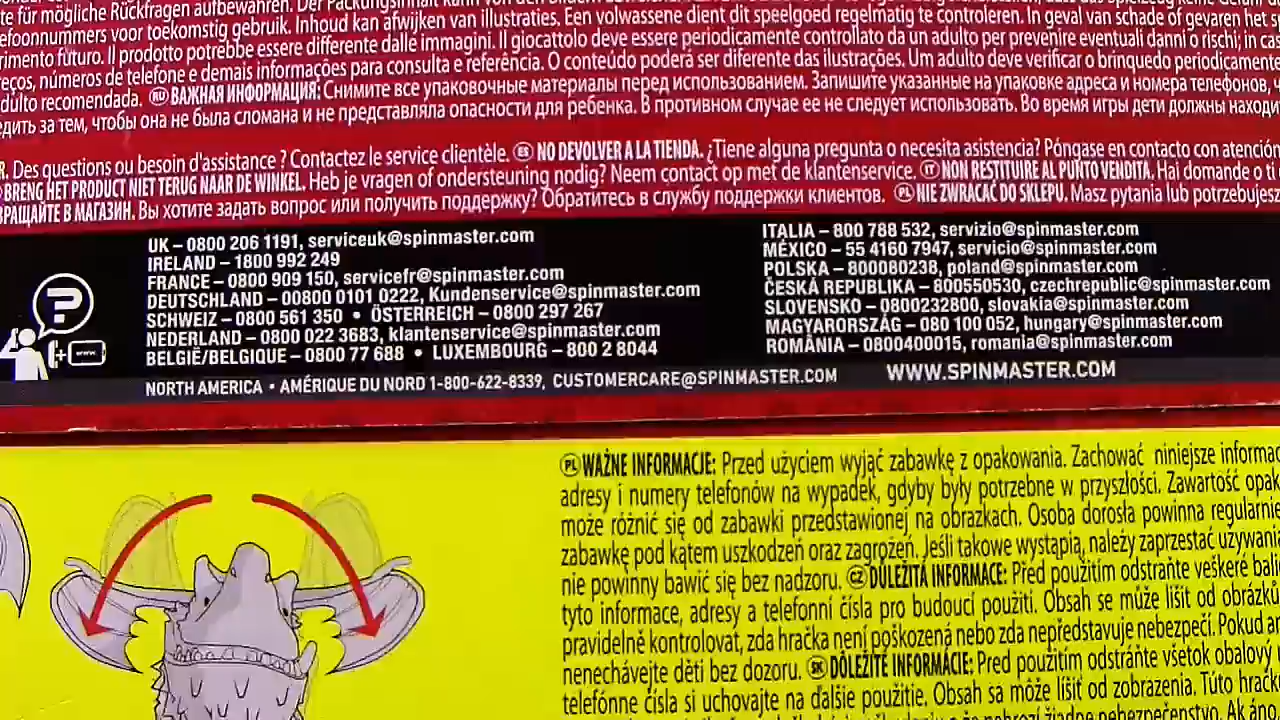 te für mögliche Rückfragen aufbewahren. Der Packungsinhalt kann von den
efoonnummers voor toekomstig gebruik. Inhoud kan afwijken van illustraties. Een volwassene dient dit speelgoed regelmatig te controleren. In geval van schade of gevaren het s
rimento futuro. Il prodotto potrebbe essere differente dalle immagini. Il giocattolo deve essere periodicamente controllato da un adulto per prevenire eventuali danni o rischi; in cas
eços, números de telefone e demais informações para consulta e referência. O conteúdo poderá ser diferente das ilustrações. Um adulto deve verificar o brinquedo periodicamente
dulto recomendada. RU ВАЖНАЯ ИНФОРМАЦИЯ: Снимите все упаковочные материалы перед использованием. Запишите указанные на упаковке адреса и номера телефонов, ч
едить за тем, чтобы она не была сломана и не представляла опасности для ребенка. В противном случае ее не следует использовать. Во время игры дети должны находи
R. Des questions ou besoin d'assistance ? Contactez le service clientèle. ES NO DEVOLVER A LA TIENDA. ¿Tiene alguna pregunta o necesita asistencia? Póngase en contacto con atención
BRENG HET PRODUCT NIET TERUG NAAR DE WINKEL. Heb je vragen of ondersteuning nodig? Neem contact op met de klantenservice. IT NON RESTITUIRE AL PUNTO VENDITA. Hai domande o ti
ВРАЩАЙТЕ В МАГАЗИН. Вы хотите задать вопрос или получить поддержку? Обратитесь в службу поддержки клиентов. PL NIE ZWRACAĆ DO SKLEPU. Masz pytania lub potrzebujesz
UK – 0800 206 1191, serviceuk@spinmaster.com
IRELAND – 1800 992 249
FRANCE – 0800 909 150, servicefr@spinmaster.com
DEUTSCHLAND – 00800 0101 0222, Kundenservice@spinmaster.com
SCHWEIZ – 0800 561 350 • ÖSTERREICH – 0800 297 267
NEDERLAND – 0800 022 3683, klantenservice@spinmaster.com
BELGIË/BELGIQUE – 0800 77 688 • LUXEMBOURG – 800 2 8044
ITALIA – 800 788 532, servizio@spinmaster.com
MÉXICO – 55 4160 7947, servicio@spinmaster.com
POLSKA – 800080238, poland@spinmaster.com
ČESKÁ REPUBLIKA – 800550530, czechrepublic@spinmaster.com
SLOVENSKO – 0800232800, slovakia@spinmaster.com
MAGYARORSZÁG – 080 100 052, hungary@spinmaster.com
ROMÂNIA – 0800400015, romania@spinmaster.com
NORTH AMERICA • AMÉRIQUE DU NORD 1-800-622-8339, CUSTOMERCARE@SPINMASTER.COM WWW.SPINMASTER.COM
PL WAŻNE INFORMACJE: Przed użyciem wyjąć zabawkę z opakowania. Zachować niniejsze informac
adresy i numery telefonów na wypadek, gdyby były potrzebne w przyszłości. Zawartość opak
może różnić się od zabawki przedstawionej na obrazkach. Osoba dorosła powinna regularnie
zabawkę pod kątem uszkodzeń oraz zagrożeń. Jeśli takowe wystąpią, należy zaprzestać używani
nie powinny bawić się bez nadzoru. CZ DŮLEŽITÁ INFORMACE: Před použitím odstraňte veškeré bali
tyto informace, adresy a telefonní čísla pro budoucí použití. Obsah se může lišit od obrázků
pravidelně kontrolovat, zda hračka není poškozená nebo zda nepředstavuje nebezpečí. Pokud an
nenechávejte děti bez dozoru. SK DÔLEŽITÉ INFORMÁCIE: Pred použitím odstráňte všetok obalový
telefónne čísla si uchovajte na ďalšie použitie. Obsah sa môže líšiť od zobrazenia. Túto hračk
nebezpečenstvo. Ak áno